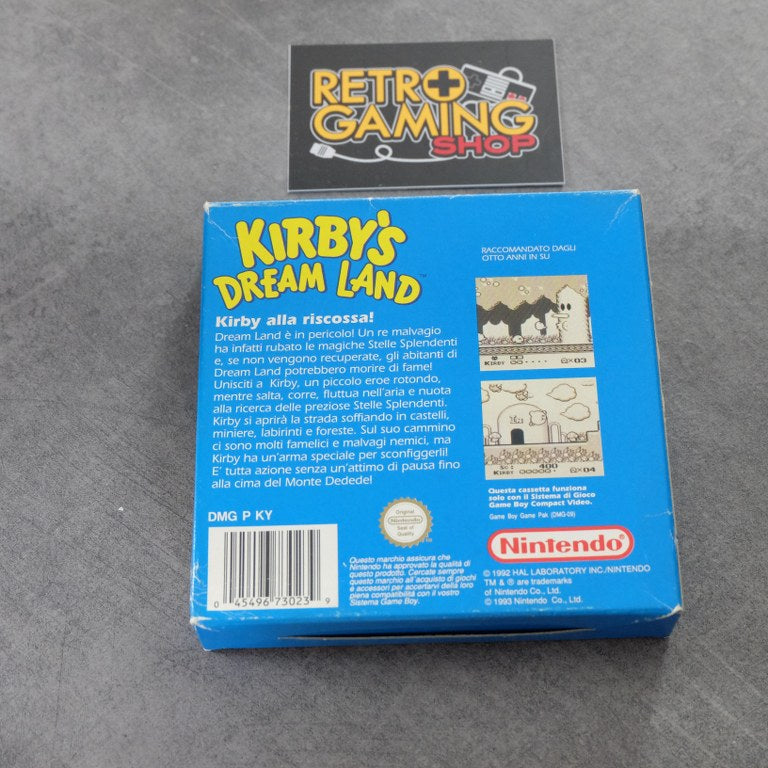 RETRO
GAMING
SHOP
KIRBY'S
DREAM LAND™
Kirby alla riscossa!
Dream Land è in pericolo! Un re malvagio
ha infatti rubato le magiche Stelle Splendenti
e, se non vengono recuperate, gli abitanti di
Dream Land potrebbero morire di fame!
Unisciti a Kirby, un piccolo eroe rotondo,
mentre salta, corre, fluttua nell'aria e nuota
alla ricerca delle preziose Stelle Splendenti.
Kirby si aprirà la strada soffiando in castelli,
miniere, labirinti e foreste. Sul suo cammino
ci sono molti famelici e malvagi nemici, ma
Kirby ha un'arma speciale per sconfiggerli!
E' tutta azione senza un'attimo di pausa fino
alla cima del Monte Dedede!
RACCOMANDATO DAGLI
OTTO ANNI IN SU
KIRBY
×03
Sc:
400
KIRBY
×04
Questa cassetta funziona
solo con il Sistema di Gioco
Game Boy Compact Video.
Game Boy Game Pak (DMG-09)
Nintendo®
© 1992 HAL LABORATORY INC./NINTENDO
TM & ® are trademarks
of Nintendo Co., Ltd.
© 1993 Nintendo Co., Ltd.
DMG P KY
0 45496 73023 9
Original
Nintendo
Seal of
Quality
Questo marchio assicura che
Nintendo ha approvato la qualità di
questo prodotto. Cercate sempre
questo marchio all'acquisto di giochi
e accessori per accertarvi della loro
piena compatibilità con il vostro
Sistema Game Boy.